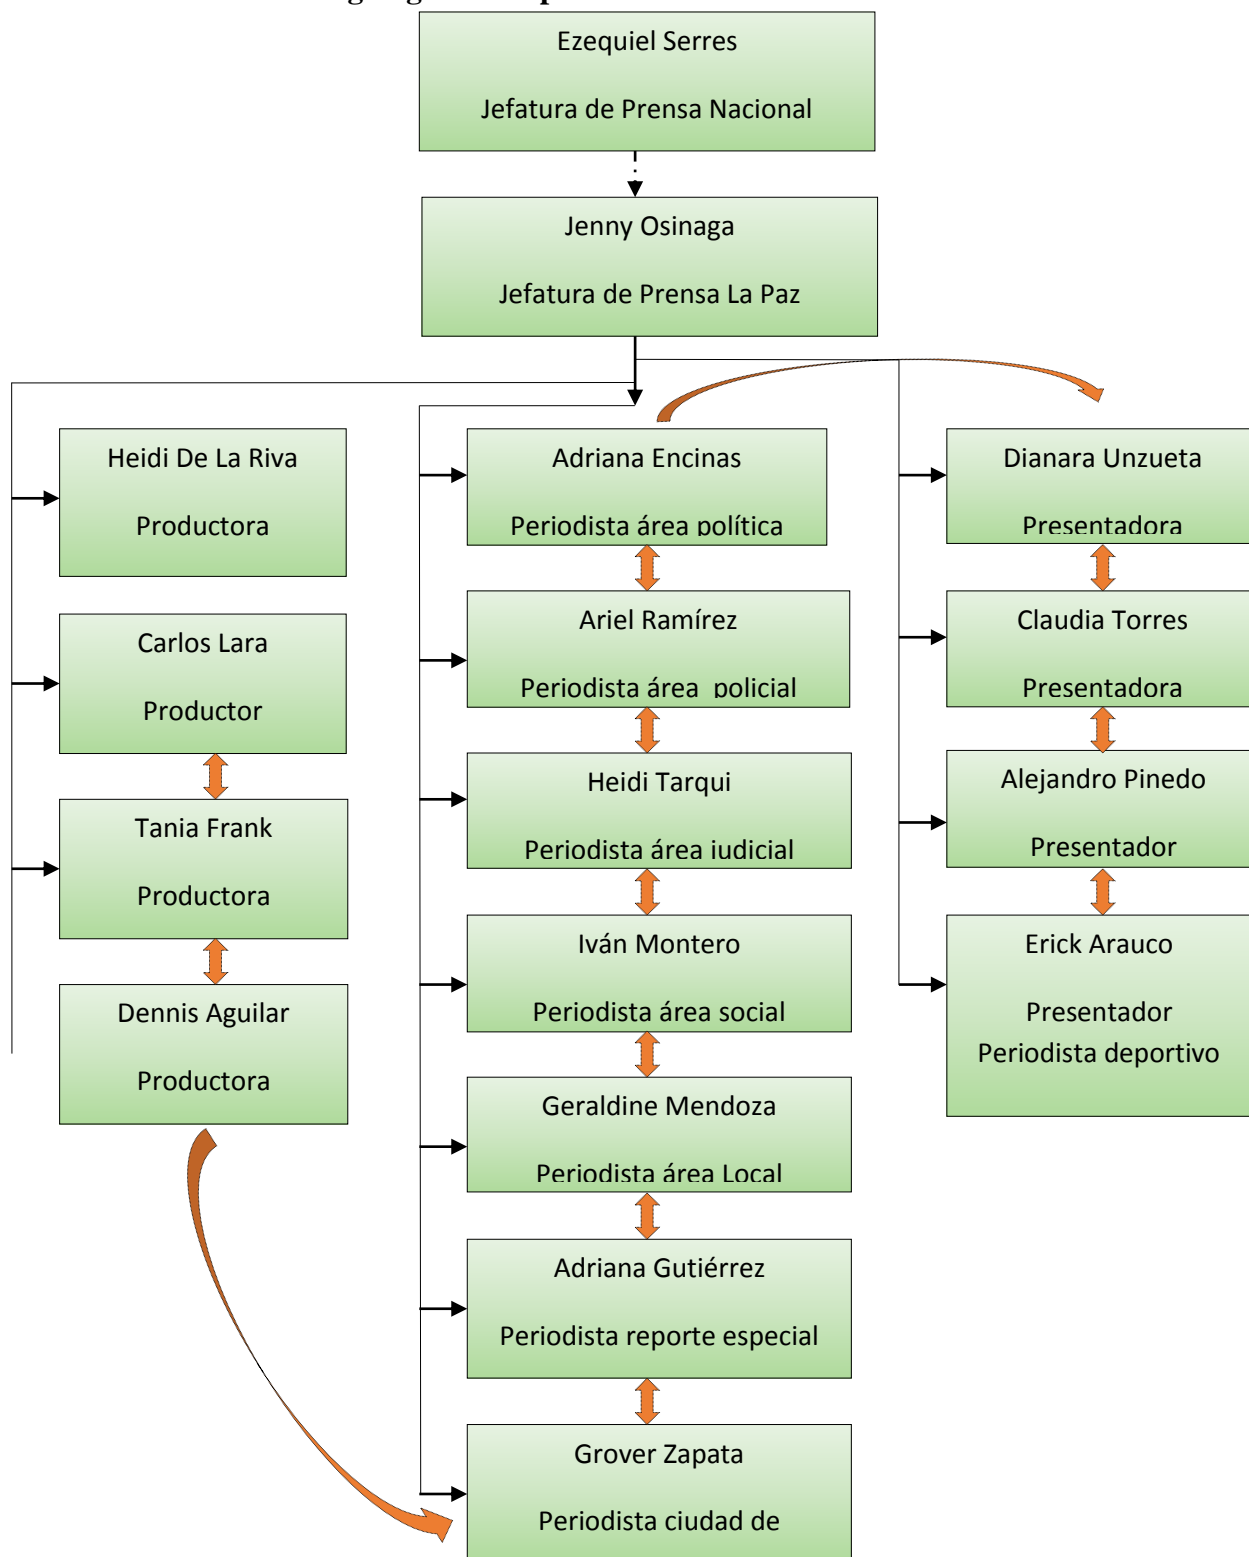 Ezequiel Serres
Jefatura de Prensa Nacional
Jenny Osinaga
Jefatura de Prensa La Paz
Heidi De La Riva
Productora
Carlos Lara
Productor
Tania Frank
Productora
Dennis Aguilar
Productora
Adriana Encinas
Periodista área política
Ariel Ramírez
Periodista área policial
Heidi Tarqui
Periodista área judicial
Iván Montero
Periodista área social
Geraldine Mendoza
Periodista área Local
Adriana Gutiérrez
Periodista reporte especial
Grover Zapata
Periodista ciudad de
Dianara Unzueta
Presentadora
Claudia Torres
Presentadora
Alejandro Pinedo
Presentador
Erick Arauco
Presentador
Periodista deportivo